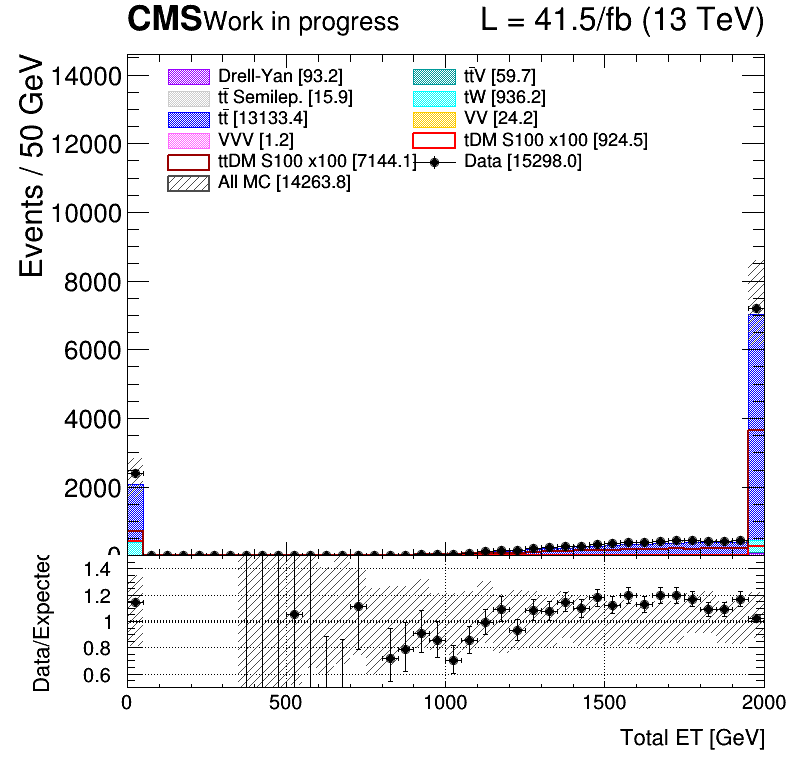 CMS Work in progress L = 41.5/fb (13 TeV)
Events / 50 GeV
14000
12000
10000
8000
6000
4000
2000
0
Drell-Yan [93.2]
tt̄V [59.7]
tt̄ Semilep. [15.9]
tW [936.2]
tt̄ [13133.4]
VV [24.2]
VVV [1.2]
tDM S100 x100 [924.5]
ttDM S100 x100 [7144.1]
Data [15298.0]
All MC [14263.8]
Data/Expected
1.4
1.2
1
0.8
0.6
0 500 1000 1500 2000
Total ET [GeV]